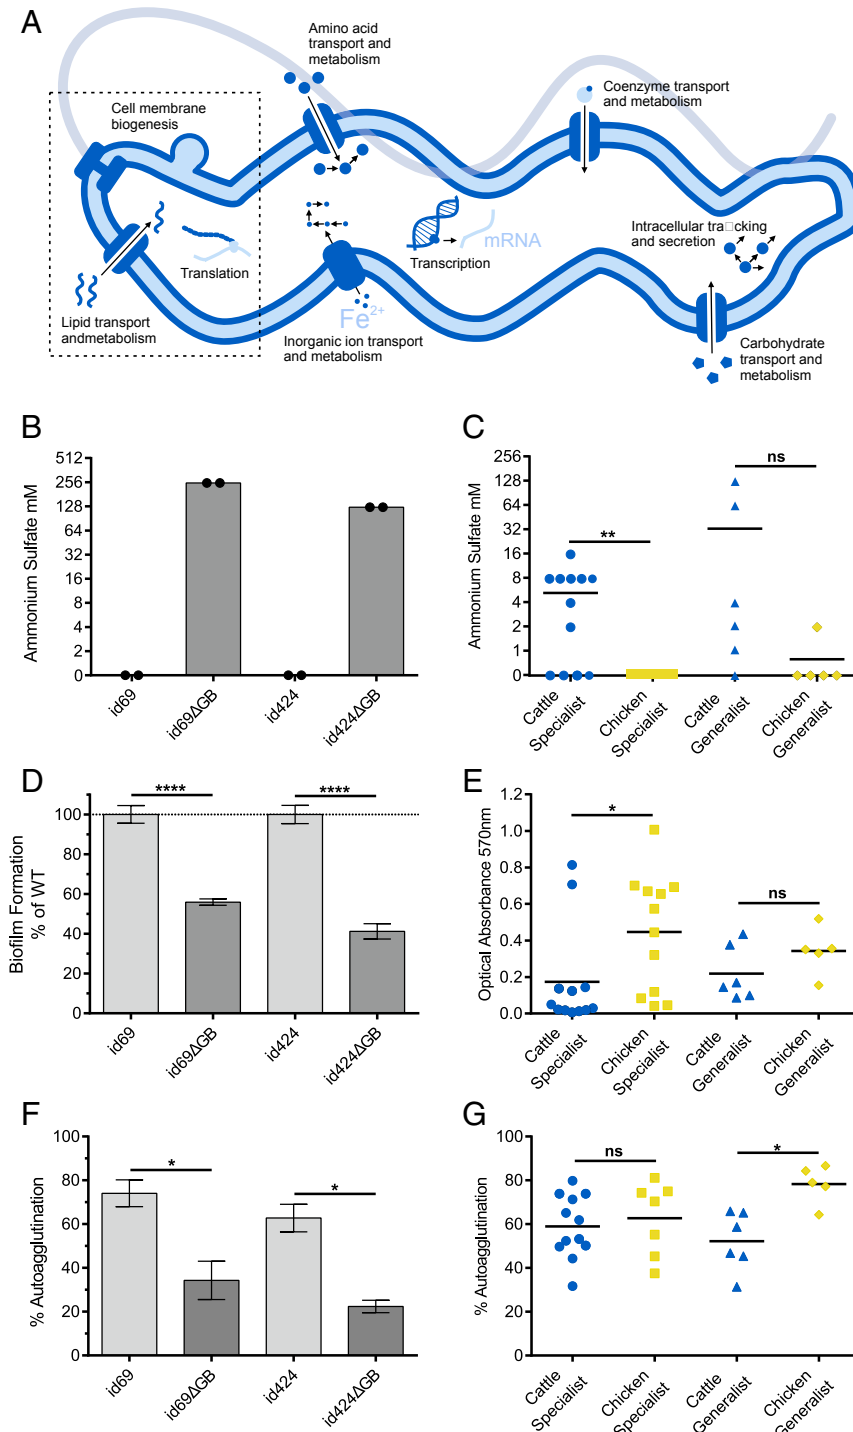 A
Amino acid
transport and
metabolism
Cell membrane
biogenesis
Coenzyme transport
and metabolism
Translation
mRNA
Transcription
Intracellular tra□cking
and secretion
Lipid transport
andmetabolism
Fe2+
Inorganic ion transport
and metabolism
Carbohydrate
transport and
metabolism
B
Ammonium Sulfate mM
512
256
128
64
32
16
8
4
2
0
id69
id69ΔGB
id424
id424ΔGB
C
Ammonium Sulfate mM
256
128
64
32
16
8
4
2
1
0
**
ns
Cattle
Specialist
Chicken
Specialist
Cattle
Generalist
Chicken
Generalist
D
Biofilm Formation
% of WT
100
80
60
40
20
0
****
****
id69
id69ΔGB
id424
id424ΔGB
E
Optical Absorbance 570nm
1.2
1.0
0.8
0.6
0.4
0.2
0.0
*
ns
Cattle
Specialist
Chicken
Specialist
Cattle
Generalist
Chicken
Generalist
F
% Autoagglutination
100
80
60
40
20
0
*
*
id69
id69ΔGB
id424
id424ΔGB
G
% Autoagglutination
100
80
60
40
20
0
ns
*
Cattle
Specialist
Chicken
Specialist
Cattle
Generalist
Chicken
Generalist